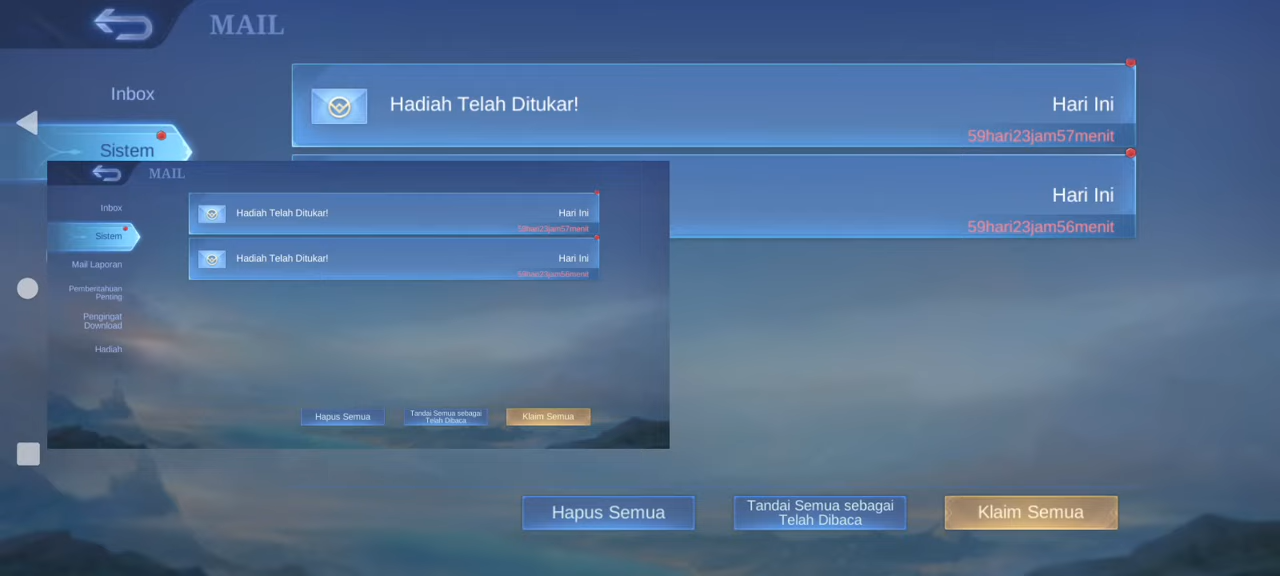 MAIL
Inbox
Sistem
Hadiah Telah Ditukar!
Hari Ini
59hari23jam57menit
Hari Ini
59hari23jam56menit
MAIL
Inbox
Sistem
Mail Laporan
Pemberitahuan
Penting
Pengingat
Download
Hadiah
Hadiah Telah Ditukar!
Hari Ini
59hari23jam57menit
Hadiah Telah Ditukar!
Hari Ini
59hari23jam56menit
Hapus Semua
Tandai Semua sebagai
Telah Dibaca
Klaim Semua
Hapus Semua
Tandai Semua sebagai
Telah Dibaca
Klaim Semua